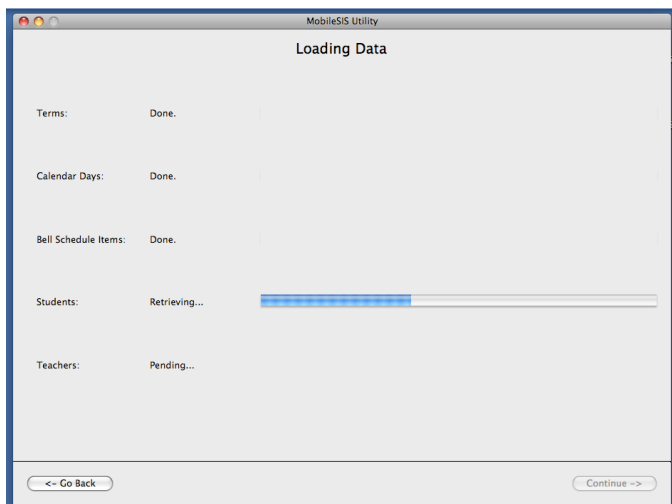 MobileSIS Utility
Loading Data
Terms: Done.
Calendar Days: Done.
Bell Schedule Items: Done.
Students: Retrieving...
Teachers: Pending...
<- Go Back Continue ->